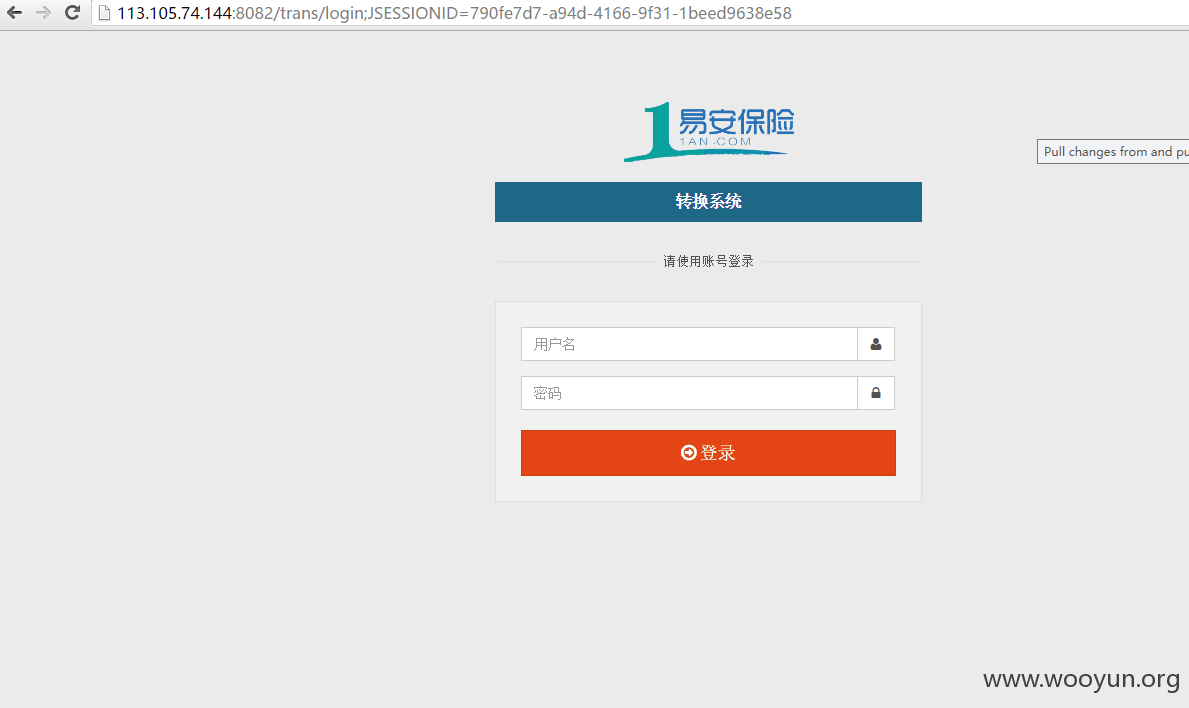 113.105.74.144:8082/trans/login;JSESSIONID=790fe7d7-a94d-4166-9f31-1beed9638e58
易安保险
1AN.COM
Pull changes from and pu
转换系统
请使用账号登录
用户名
密码
登录
www.wooyun.org